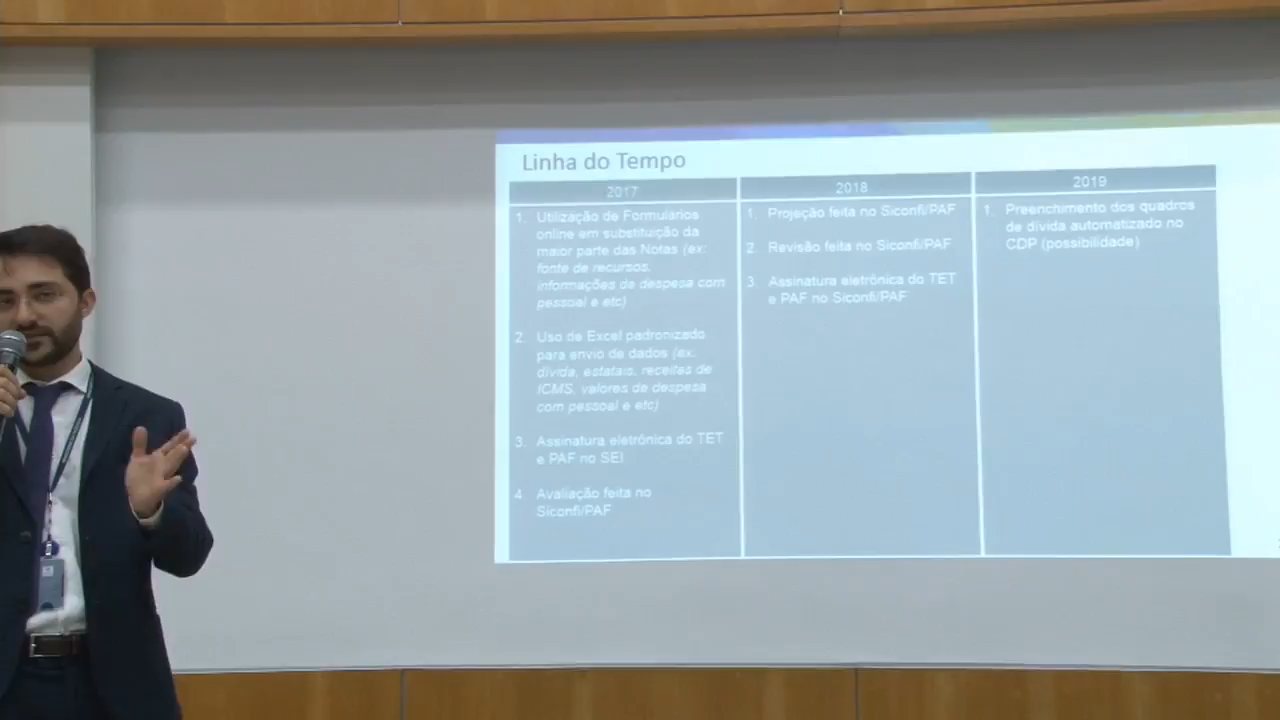 Linha do Tempo
2017
1. Utilização de Formulários
online em substituição da
maior parte das Notas (ex:
fonte de recursos,
informações de despesa com
pessoal e etc)
2. Uso de Excel padronizado
para envio de dados (ex:
dívida, estatais, receitas de
ICMS, valores de despesa
com pessoal e etc)
3. Assinatura eletrônica do TET
e PAF no SEI
4 Avaliação feita no
Siconfi/PAF
2018
1. Projeção feita no Siconfi/PAF
2. Revisão feita no Siconfi/PAF
3. Assinatura eletrônica do TET
e PAF no Siconfi/PAF
2019
1. Preenchimento dos quadros
de dívida automatizado no
CDP (possibilidade)